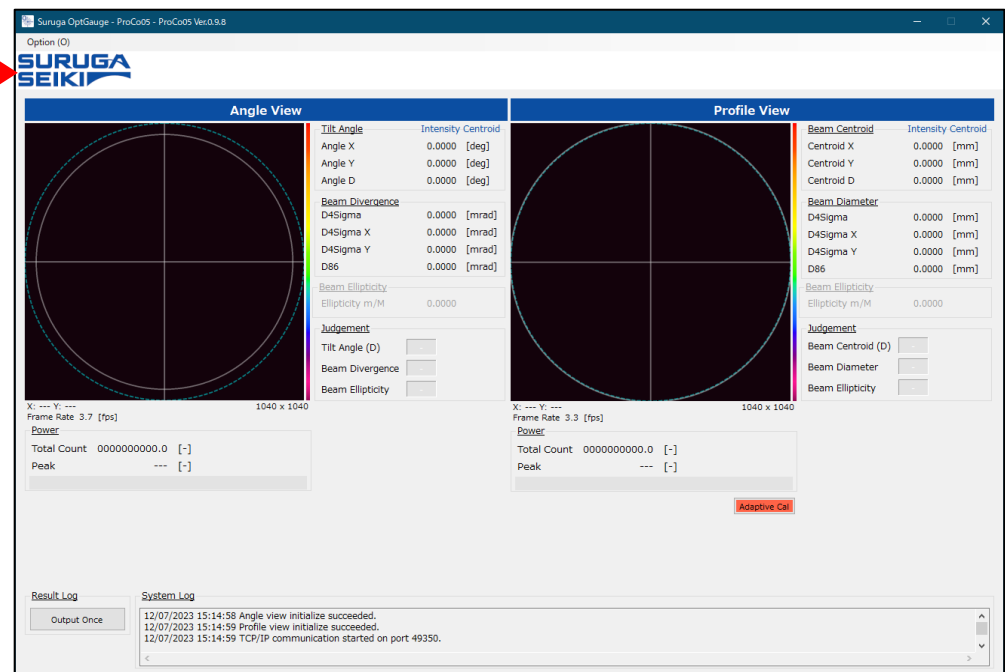 Suruga OptGauge - ProCo05 - ProCo05 Ver.0.9.8
Option (O)
SURUGA
SEIKI
Angle View
Tilt Angle Intensity Centroid
Angle X 0.0000 [deg]
Angle Y 0.0000 [deg]
Angle D 0.0000 [deg]
Beam Divergence
D4Sigma 0.0000 [mrad]
D4Sigma X 0.0000 [mrad]
D4Sigma Y 0.0000 [mrad]
D86 0.0000 [mrad]
Beam Ellipticity
Ellipticity m/M 0.0000
Judgement
Tilt Angle (D) -
Beam Divergence -
Beam Ellipticity -
X: --- Y: --- 1040 x 1040
Frame Rate 3.7 [fps]
Power
Total Count 0000000000.0 [-]
Peak --- [-]
Profile View
Beam Centroid Intensity Centroid
Centroid X 0.0000 [mm]
Centroid Y 0.0000 [mm]
Centroid D 0.0000 [mm]
Beam Diameter
D4Sigma 0.0000 [mm]
D4Sigma X 0.0000 [mm]
D4Sigma Y 0.0000 [mm]
D86 0.0000 [mm]
Beam Ellipticity
Ellipticity m/M 0.0000
Judgement
Beam Centroid (D) -
Beam Diameter -
Beam Ellipticity -
X: --- Y: --- 1040 x 1040
Frame Rate 3.3 [fps]
Power
Total Count 0000000000.0 [-]
Peak --- [-]
Adaptive Cal
Result Log
Output Once
System Log
12/07/2023 15:14:58 Angle view initialize succeeded.
12/07/2023 15:14:59 Profile view initialize succeeded.
12/07/2023 15:14:59 TCP/IP communication started on port 49350.